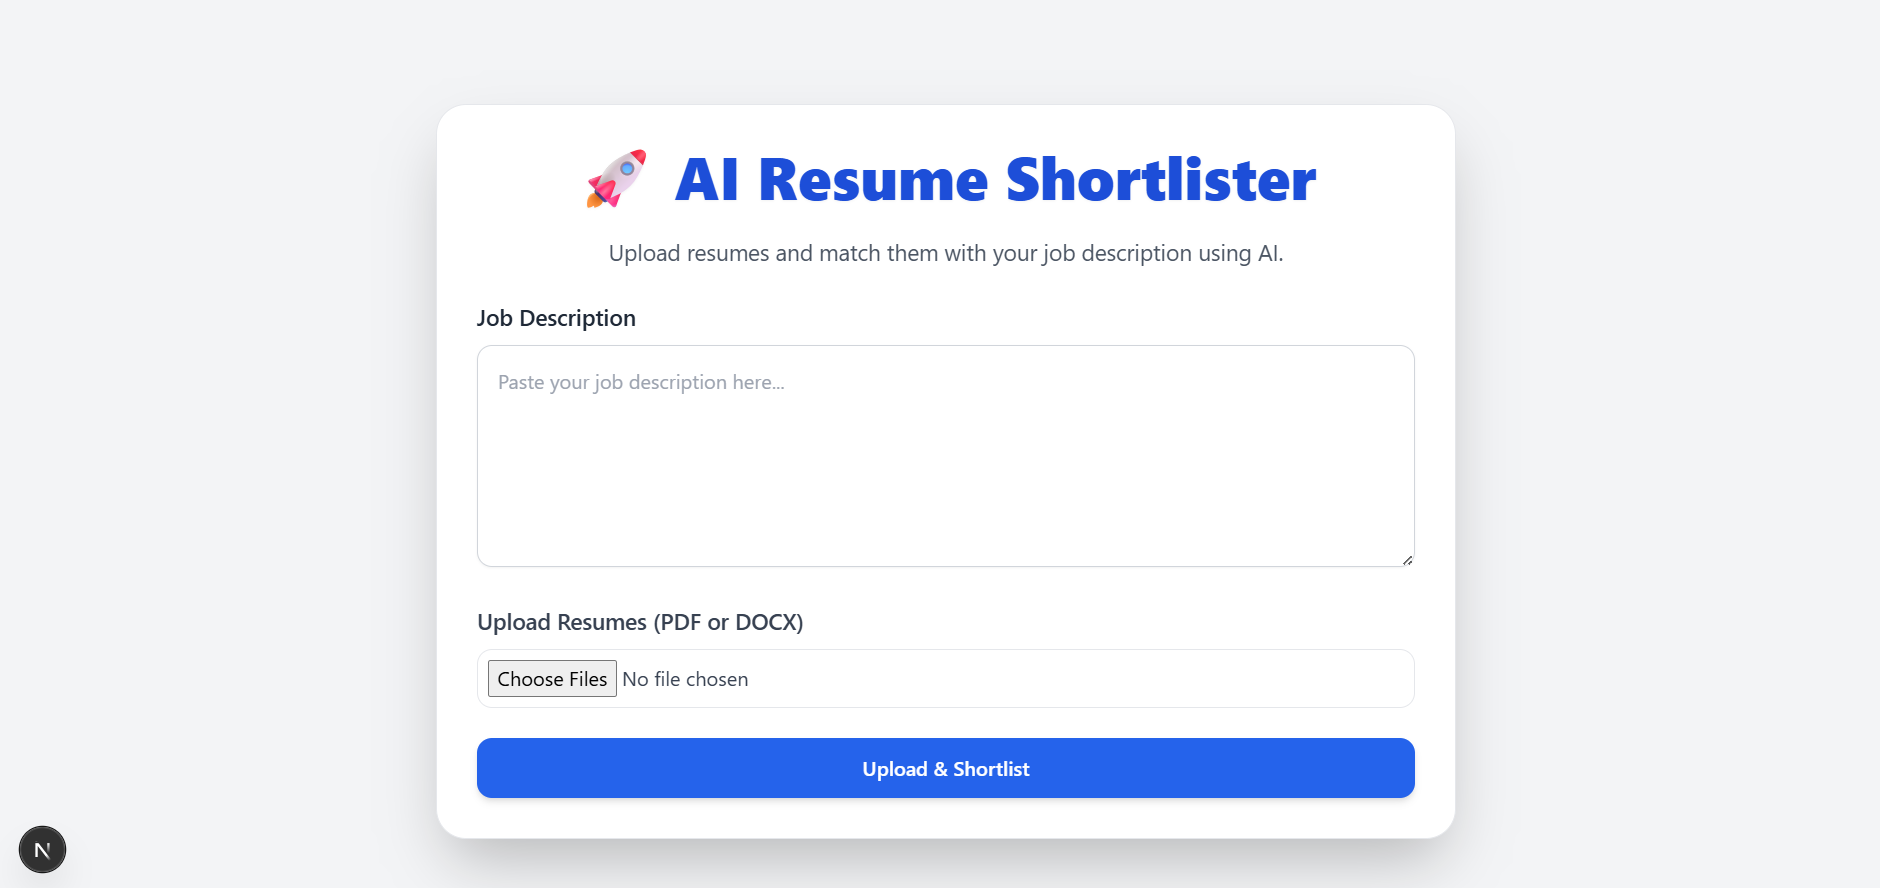 🚀 AI Resume Shortlister
Upload resumes and match them with your job description using AI.
Job Description
Paste your job description here...
Upload Resumes (PDF or DOCX)
Choose Files No file chosen
Upload & Shortlist
N